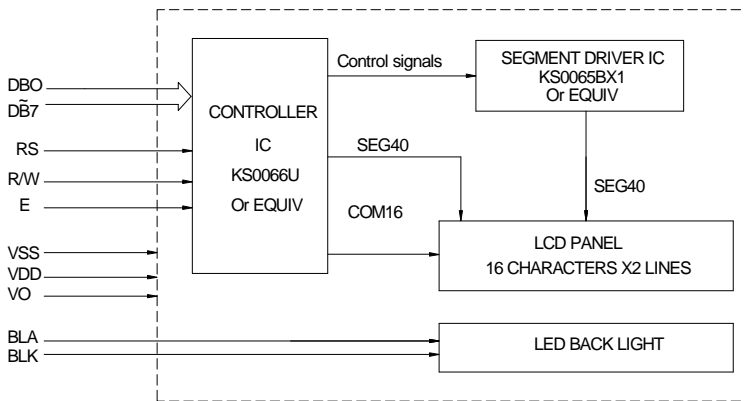 DBO
~
DB7
RS
R/W
E
VSS
VDD
VO
BLA
BLK
CONTROLLER
IC
KS0066U
Or EQUIV
Control signals
SEG40
COM16
SEGMENT DRIVER IC
KS0065BX1
Or EQUIV
SEG40
LCD PANEL
16 CHARACTERS X2 LINES
LED BACK LIGHT